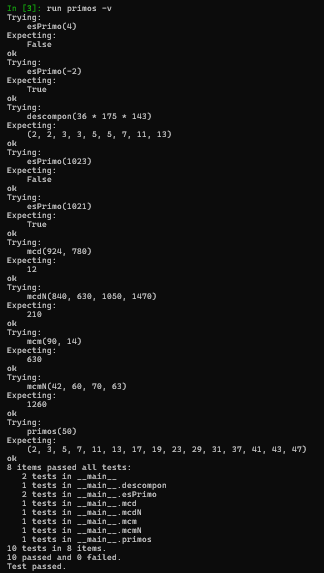 In [3]: run primos -v
Trying:
    esPrimo(4)
Expecting:
    False
ok
Trying:
    esPrimo(-2)
Expecting:
    True
ok
Trying:
    descompon(36 * 175 * 143)
Expecting:
    (2, 2, 3, 3, 5, 5, 7, 11, 13)
ok
Trying:
    esPrimo(1023)
Expecting:
    False
ok
Trying:
    esPrimo(1021)
Expecting:
    True
ok
Trying:
    mcd(924, 780)
Expecting:
    12
ok
Trying:
    mcdN(840, 630, 1050, 1470)
Expecting:
    210
ok
Trying:
    mcm(90, 14)
Expecting:
    630
ok
Trying:
    mcmN(42, 60, 70, 63)
Expecting:
    1260
ok
Trying:
    primos(50)
Expecting:
    (2, 3, 5, 7, 11, 13, 17, 19, 23, 29, 31, 37, 41, 43, 47)
ok
8 items passed all tests:
   2 tests in __main__
   1 tests in __main__.descompon
   2 tests in __main__.esPrimo
   1 tests in __main__.mcd
   1 tests in __main__.mcdN
   1 tests in __main__.mcm
   1 tests in __main__.mcmN
   1 tests in __main__.primos
10 tests in 8 items.
10 passed and 0 failed.
Test passed.